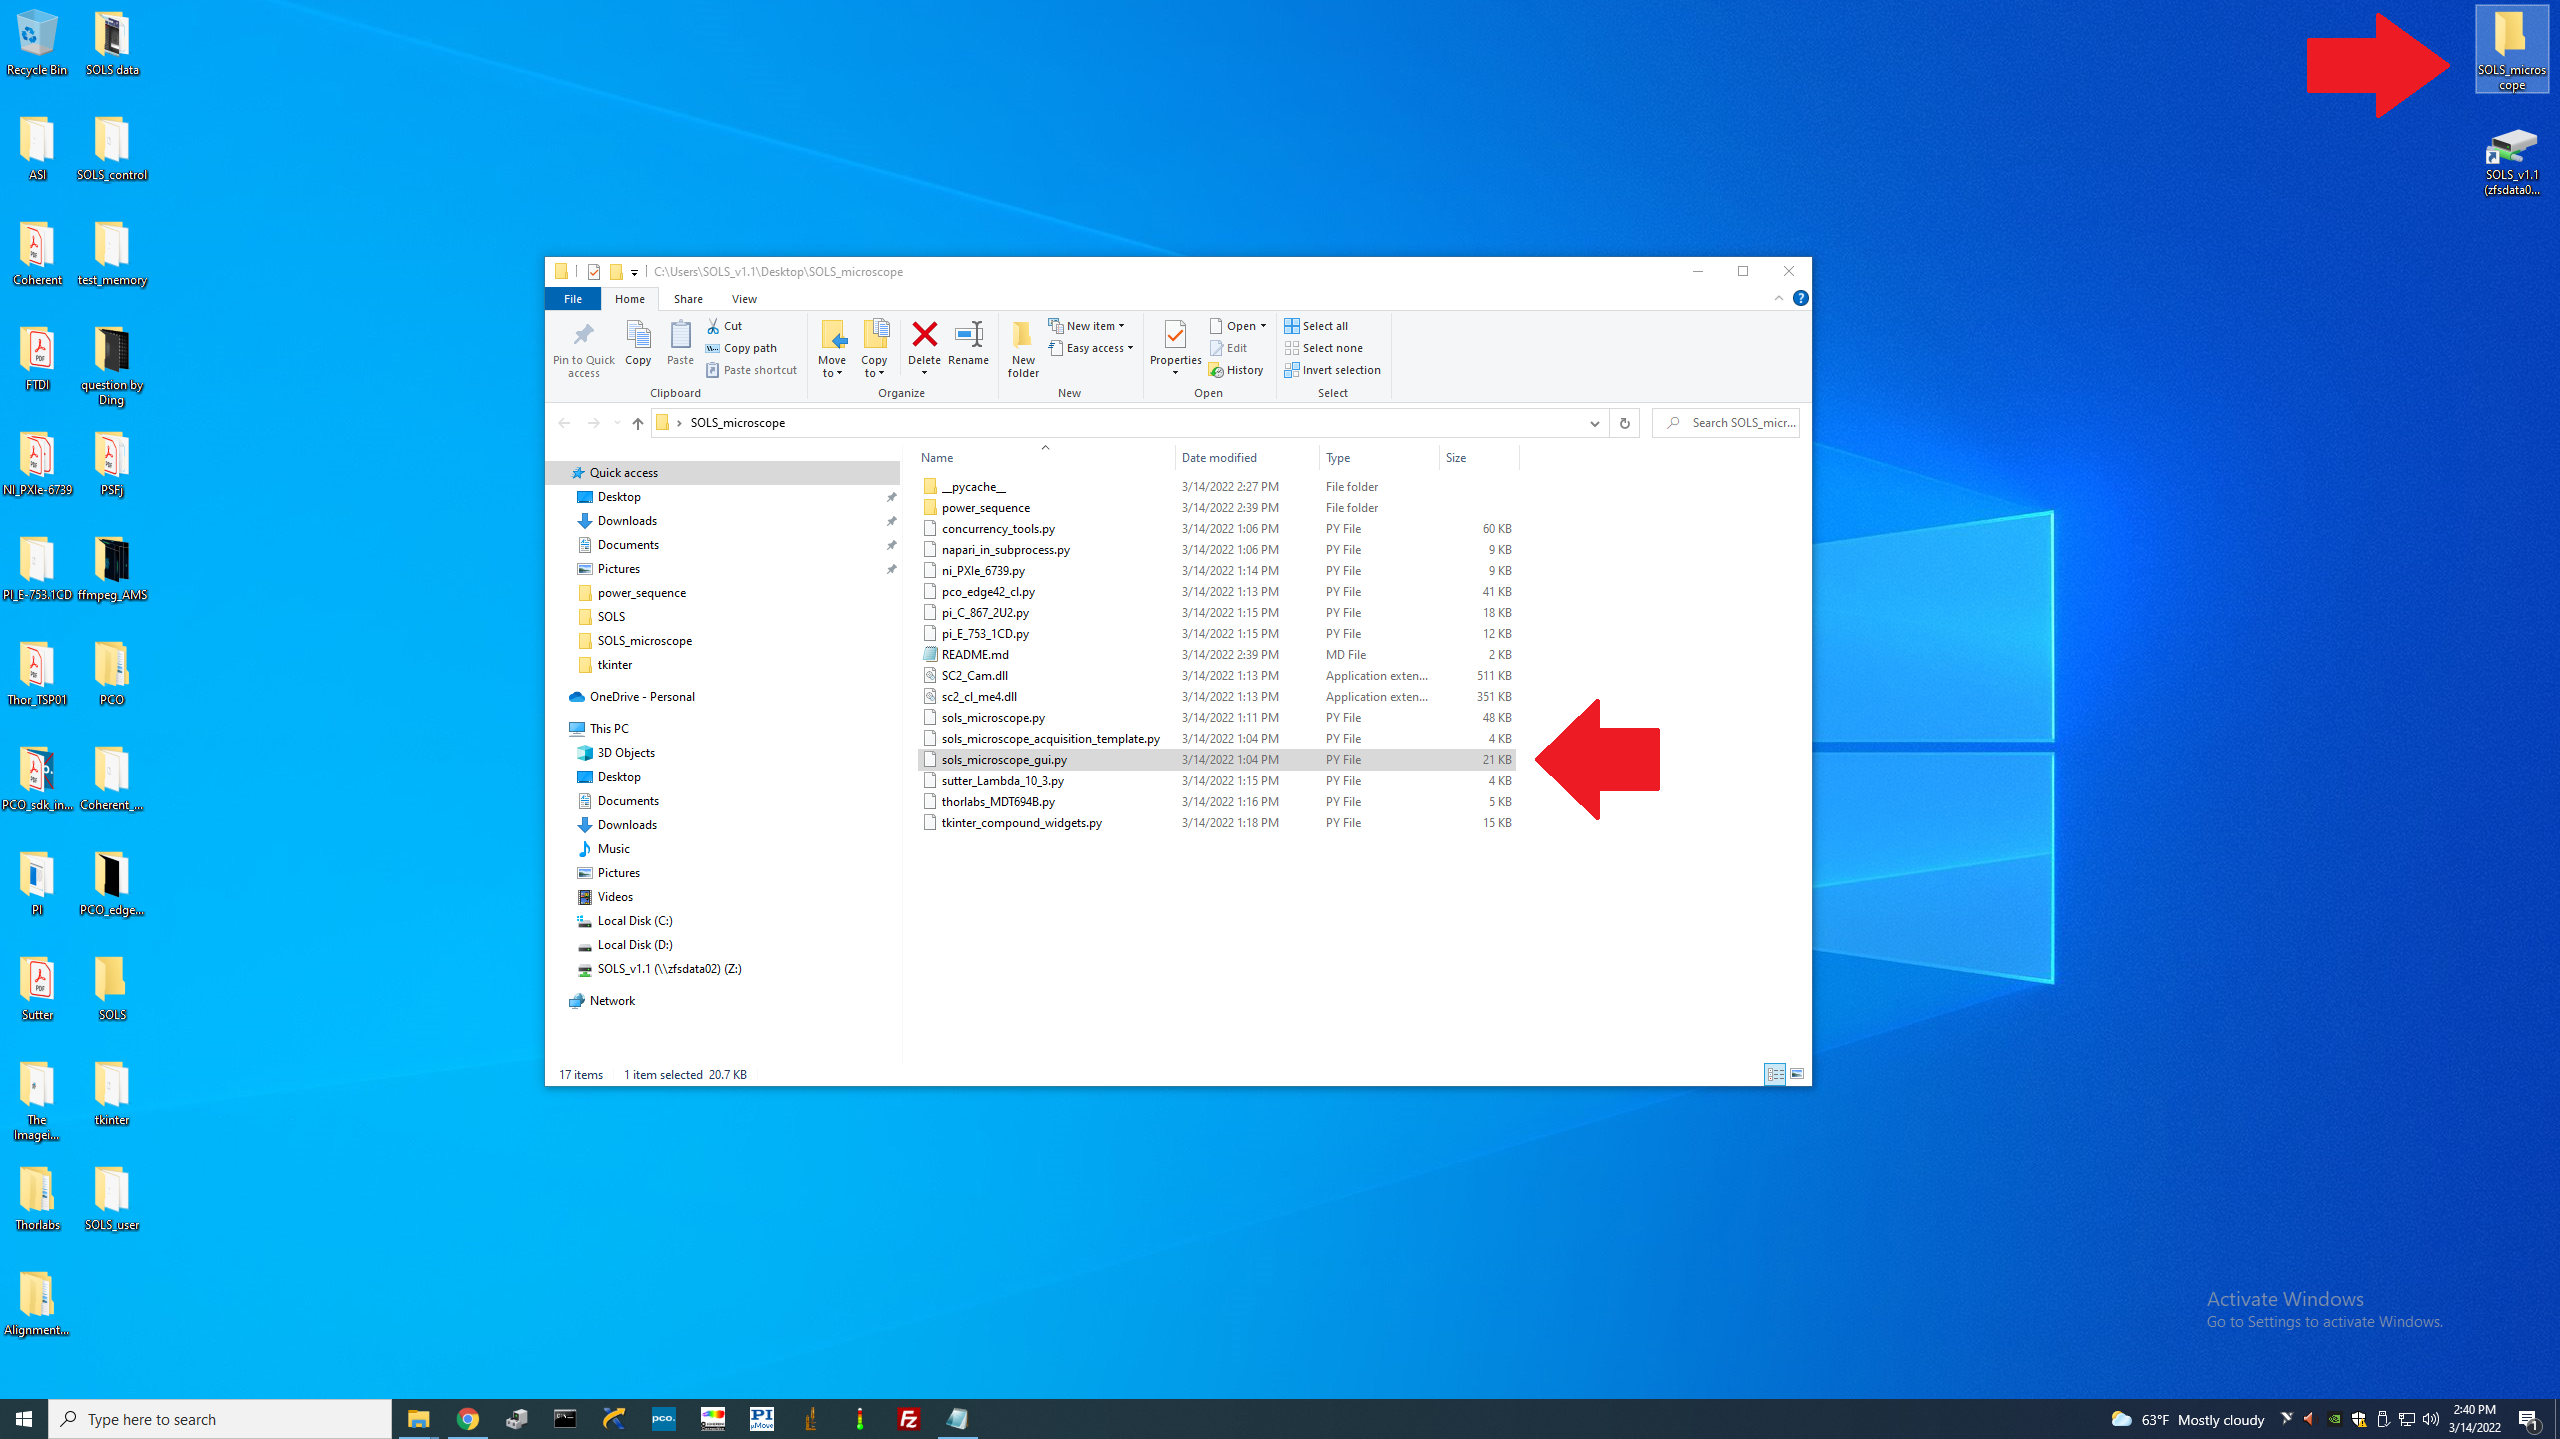 Recycle Bin
SOLS data
ASI
SOLS_control
Coherent
test_memory
FTDI
question by
Ding
NI_PXIe-6739
PSFj
PI_E-753.1CD
ffmpeg_AMS
Thor_TSP01
PCO
PCO_sdk_in...
Coherent_...
PI
PCO_edge...
Sutter
SOLS
The
Imagei...
tkinter
Thorlabs
SOLS_user
Alignment...
SOLS_micros
cope
SOLS_v1.1
(zfsdata0...
C:\Users\SOLS_v1.1\Desktop\SOLS_microscope
File
Home
Share
View
Pin to Quick
access
Copy
Paste
Cut
Copy path
Paste shortcut
Clipboard
Move
to
Copy
to
Delete
Rename
Organize
New
folder
New item
Easy access
New
Properties
Open
Edit
History
Open
Select all
Select none
Invert selection
Select
SOLS_microscope
Search SOLS_micr...
Quick access
Desktop
Downloads
Documents
Pictures
power_sequence
SOLS
SOLS_microscope
tkinter
OneDrive - Personal
This PC
3D Objects
Desktop
Documents
Downloads
Music
Pictures
Videos
Local Disk (C:)
Local Disk (D:)
SOLS_v1.1 (\\zfsdata02) (Z:)
Network
Name Date modified Type Size
__pycache__ 3/14/2022 2:27 PM File folder
power_sequence 3/14/2022 2:39 PM File folder
concurrency_tools.py 3/14/2022 1:06 PM PY File 60 KB
napari_in_subprocess.py 3/14/2022 1:06 PM PY File 9 KB
ni_PXIe_6739.py 3/14/2022 1:14 PM PY File 9 KB
pco_edge42_cl.py 3/14/2022 1:13 PM PY File 41 KB
pi_C_867_2U2.py 3/14/2022 1:15 PM PY File 18 KB
pi_E_753_1CD.py 3/14/2022 1:15 PM PY File 12 KB
README.md 3/14/2022 2:39 PM MD File 2 KB
SC2_Cam.dll 3/14/2022 1:13 PM Application exten... 511 KB
sc2_cl_me4.dll 3/14/2022 1:13 PM Application exten... 351 KB
sols_microscope.py 3/14/2022 1:11 PM PY File 48 KB
sols_microscope_acquisition_template.py 3/14/2022 1:04 PM PY File 4 KB
sols_microscope_gui.py 3/14/2022 1:04 PM PY File 21 KB
sutter_Lambda_10_3.py 3/14/2022 1:15 PM PY File 4 KB
thorlabs_MDT694B.py 3/14/2022 1:16 PM PY File 5 KB
tkinter_compound_widgets.py 3/14/2022 1:18 PM PY File 15 KB
17 items 1 item selected 20.7 KB
Activate Windows
Go to Settings to activate Windows.
Type here to search
pco.
PI
µMove
Fz
63°F Mostly cloudy
2:40 PM
3/14/2022
1